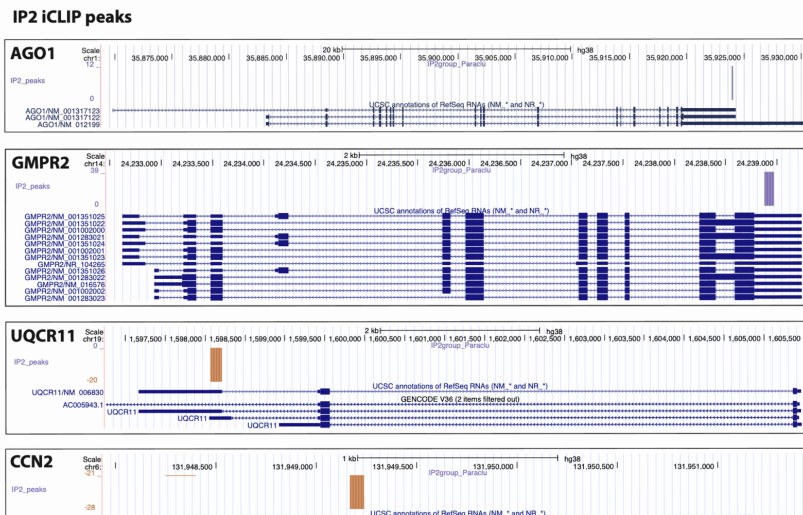 IP2 iCLIP peaks
AGO1
Scale 20 kb hg38
chr1: 35,875,000 35,880,000 35,885,000 35,890,000 35,895,000 35,900,000 35,905,000 35,910,000 35,915,000 35,920,000 35,925,000 35,930,000
12 IP2group_Paraclu
IP2_peaks
0
UCSC annotations of RefSeq RNAs (NM_* and NR_*)
AGO1/NM_001317123
AGO1/NM_001317122
AGO1/NM_012199
GMPR2
Scale 2 kb hg38
chr14: 24,233,000 24,233,500 24,234,000 24,234,500 24,235,000 24,235,500 24,236,000 24,236,500 24,237,000 24,237,500 24,238,000 24,238,500 24,239,000
39 IP2group_Paraclu
IP2_peaks
0
UCSC annotations of RefSeq RNAs (NM_* and NR_*)
GMPR2/NM_001351025
GMPR2/NM_001351022
GMPR2/NM_001002000
GMPR2/NM_001283021
GMPR2/NM_001351024
GMPR2/NM_001002001
GMPR2/NM_001351023
GMPR2/NR_104265
GMPR2/NM_001351026
GMPR2/NM_001283022
GMPR2/NM_016576
GMPR2/NM_001002002
GMPR2/NM_001283023
UQCR11
Scale 2 kb hg38
chr19: 1,597,500 1,598,000 1,598,500 1,599,000 1,599,500 1,600,000 1,600,500 1,601,000 1,601,500 1,602,000 1,602,500 1,603,000 1,603,500 1,604,000 1,604,500 1,605,000 1,605,500
0 IP2group_Paraclu
IP2_peaks
-20
UCSC annotations of RefSeq RNAs (NM_* and NR_*)
UQCR11/NM_006830
GENCODE V36 (2 items filtered out)
AC005943.1
UQCR11
UQCR11
UQCR11
CCN2
Scale 1 kb hg38
chr6: 131,948,500 131,949,000 131,949,500 131,950,000 131,950,500 131,951,000
-21 IP2group_Paraclu
IP2_peaks
-28
UCSC annotations of RefSeq RNAs (NM_* and NR_*)